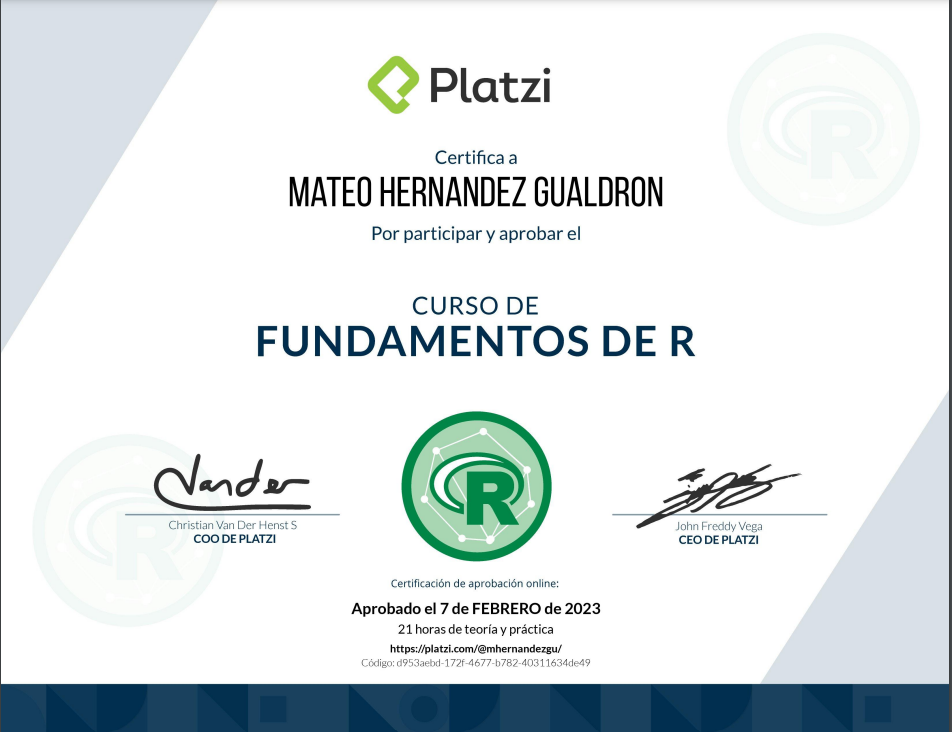 Platzi
Certifica a
MATEO HERNANDEZ GUALDRON
Por participar y aprobar el
CURSO DE
FUNDAMENTOS DE R
R
Vander
Christian Van Der Henst S
COO DE PLATZI
John Freddy Vega
CEO DE PLATZI
Certificación de aprobación online:
Aprobado el 7 de FEBRERO de 2023
21 horas de teoría y práctica
https://platzi.com/@mhernandezgu/
Código: d953aebd-172f-4677-b782-40311634de49